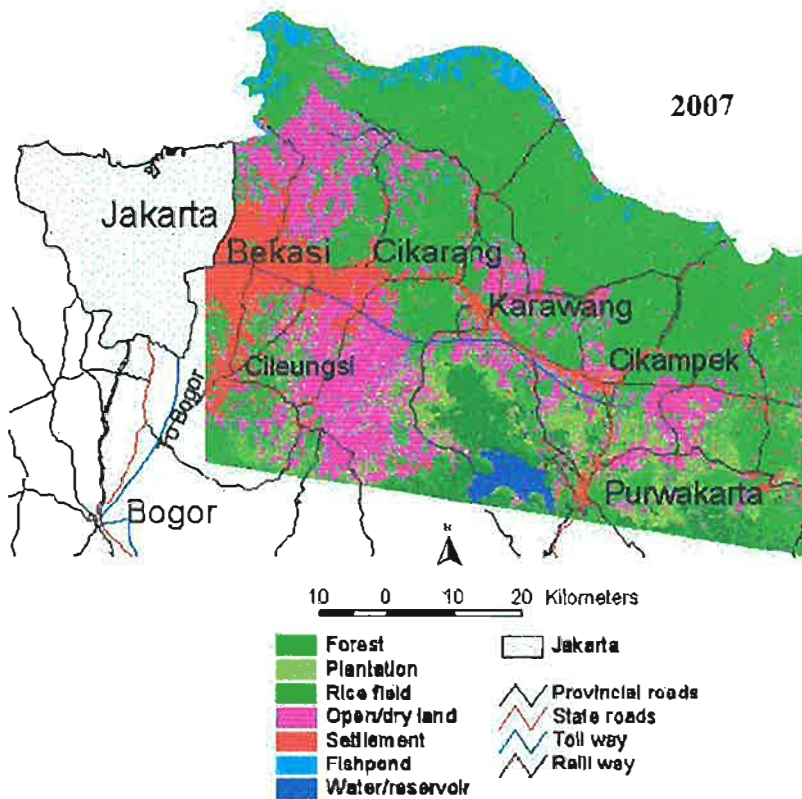 2007
Jakarta
Bekasi
Cikarang
Karawang
Cileungsi
Cikampek
To Bogor
Purwakarta
Bogor
N
10 0 10 20 Kilometers
Forest
Plantation
Rice field
Open/dry land
Settlement
Fishpond
Water/reservoir
Jakarta
Provincial roads
State roads
Toll way
Raill way